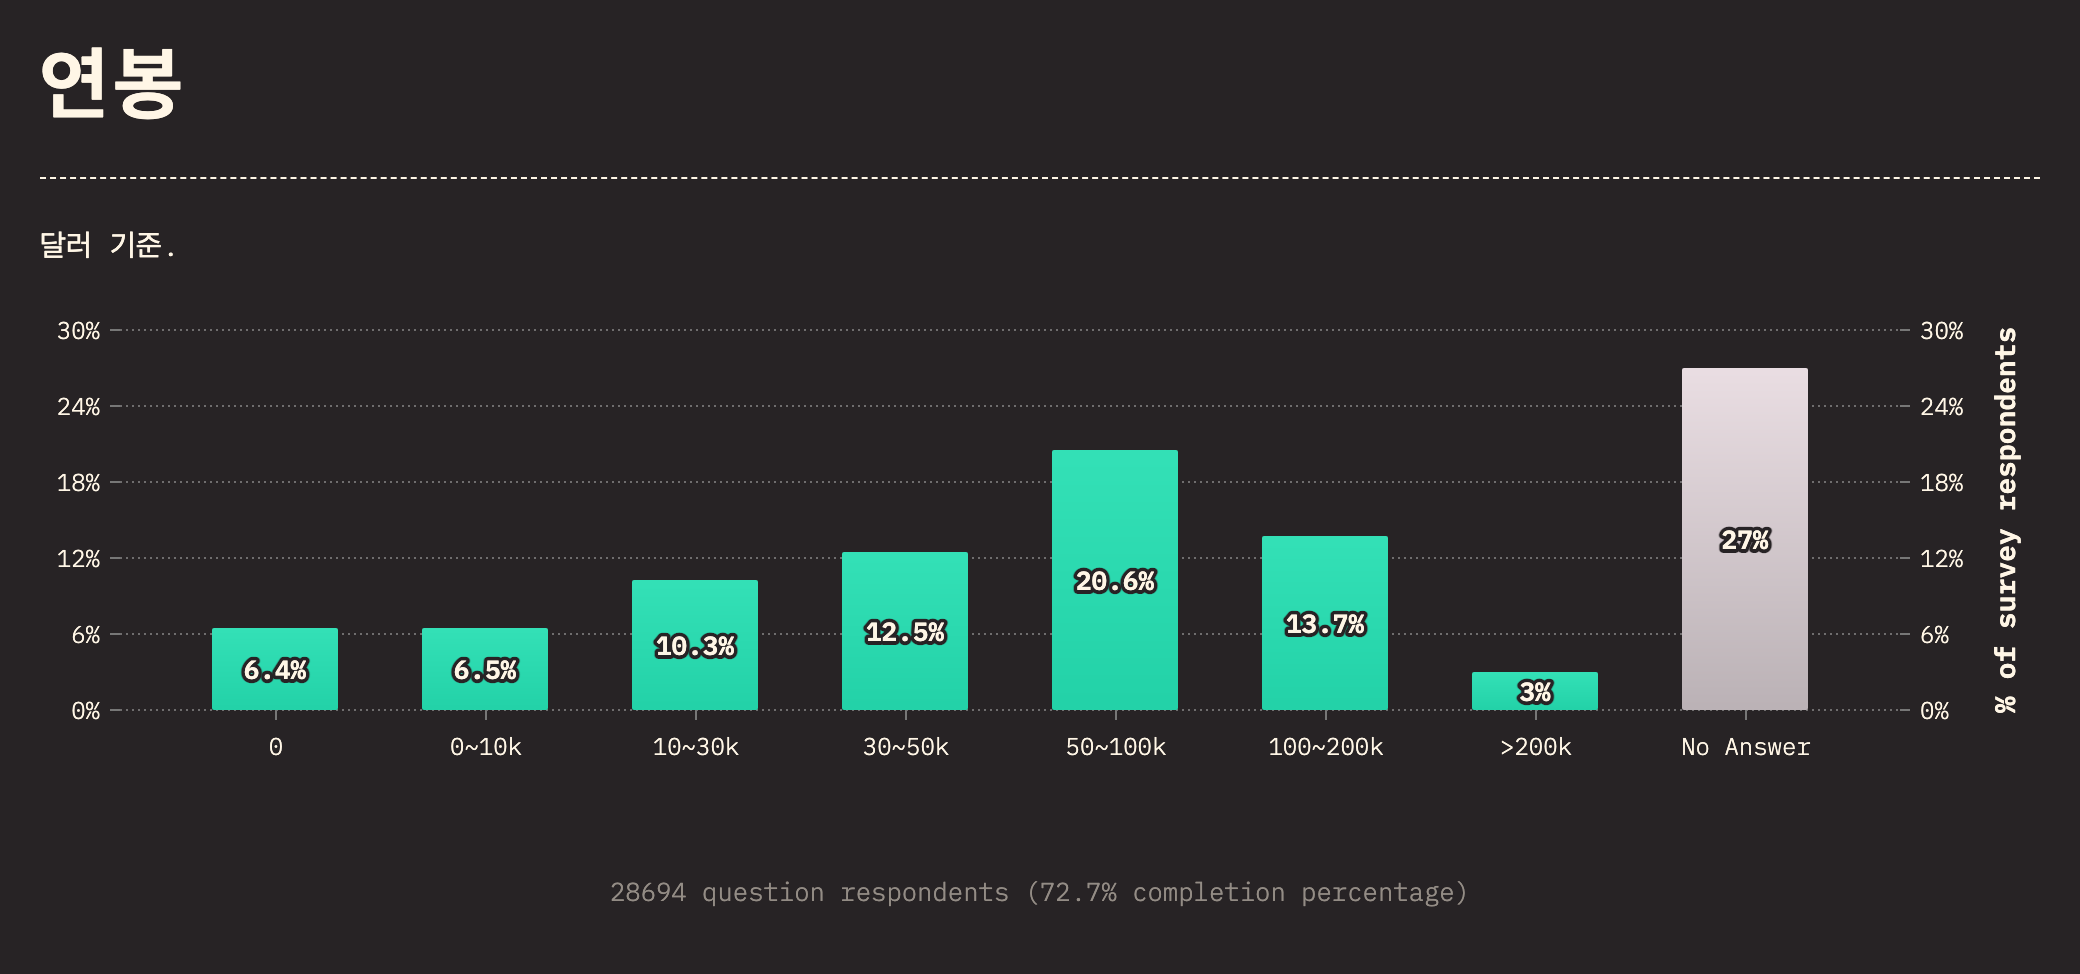 연봉
달러 기준.
30%
24%
18%
12%
6%
0%
30%
24%
18%
12%
6%
0%
% of survey respondents
6.4%
6.5%
10.3%
12.5%
20.6%
13.7%
3%
27%
0
0~10k
10~30k
30~50k
50~100k
100~200k
>200k
No Answer
28694 question respondents (72.7% completion percentage)